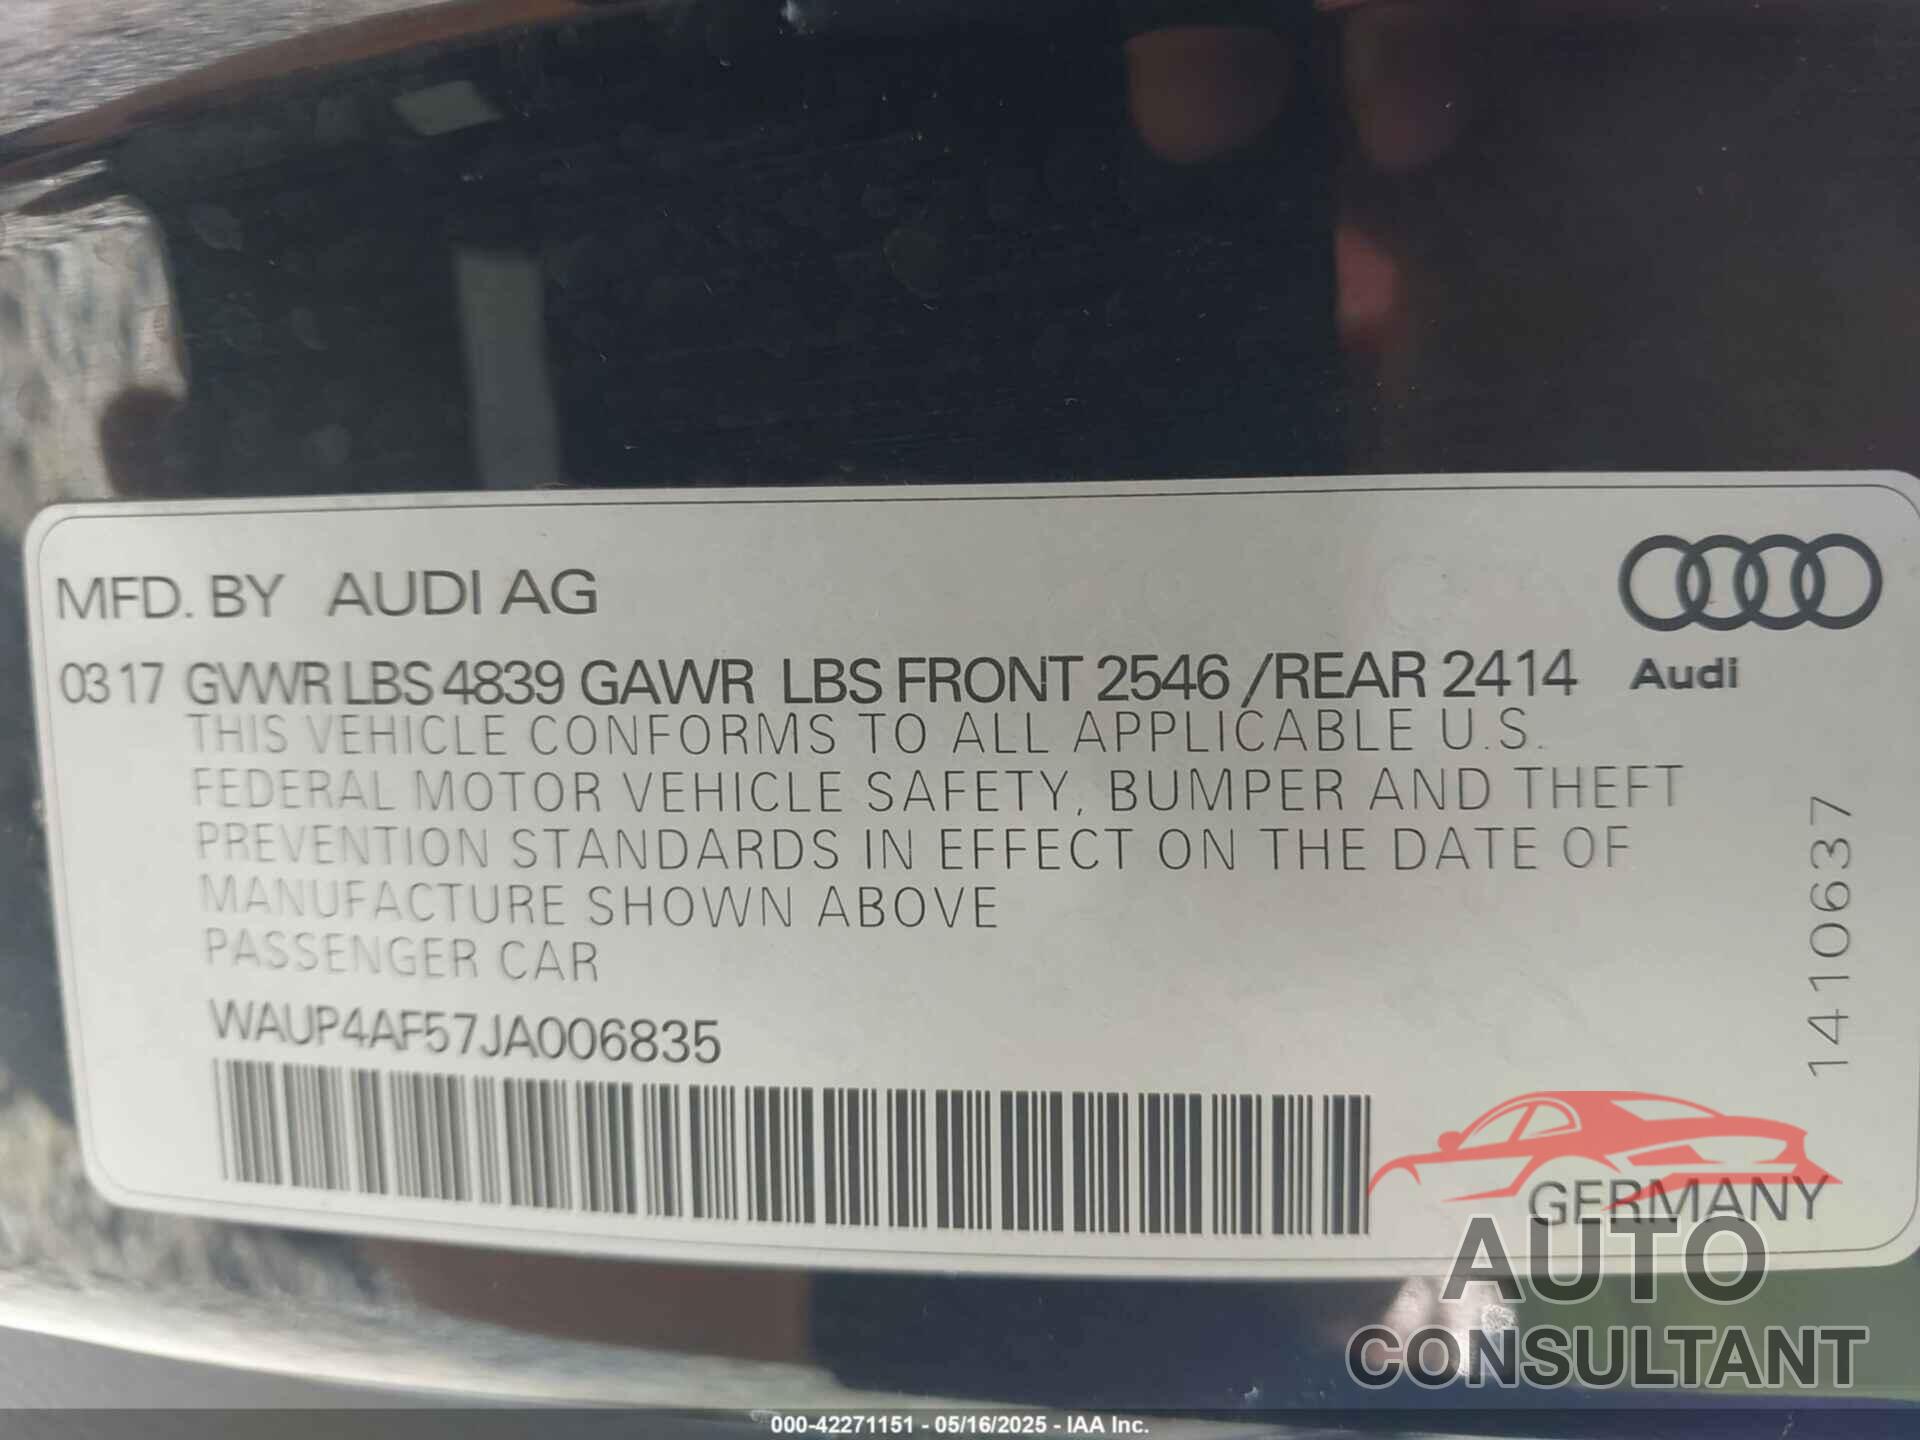 MFD. BY AUDI AG
0317 GVWR LBS 4839 GAWR LBS FRONT 2546 /REAR 2414
Audi
THIS VEHICLE CONFORMS TO ALL APPLICABLE U.S.
FEDERAL MOTOR VEHICLE SAFETY, BUMPER AND THEFT
PREVENTION STANDARDS IN EFFECT ON THE DATE OF
MANUFACTURE SHOWN ABOVE
PASSENGER CAR
WAUP4AF57JA006835
1410637
GERMANY
AUTO
CONSULTANT
000-42271151 - 05/16/2025 - IAA Inc.